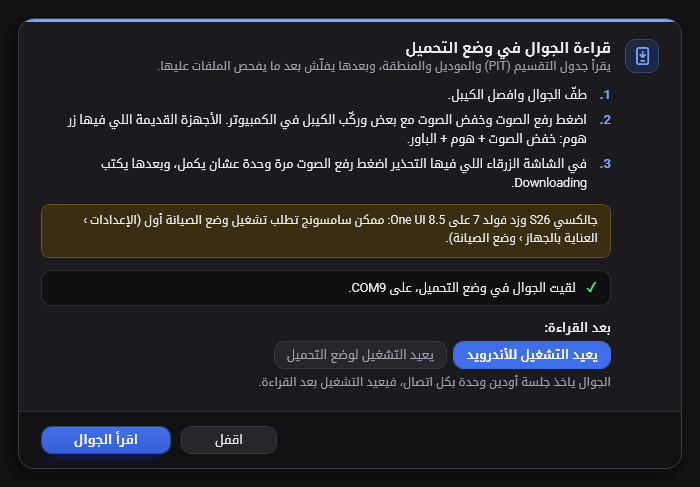 قراءة الجوال في وضع التحميل
يقرأ جدول التقسيم (PIT) والموديل والمنطقة، وبعدها يفلّش بعد ما يفحص الملفات عليها.
1. طفّ الجوال وافصل الكيبل.
2. اضغط رفع الصوت وخفض الصوت مع بعض وركّب الكيبل في الكمبيوتر. الأجهزة القديمة اللي فيها زر
هوم: خفض الصوت + هوم + الباور.
3. في الشاشة الزرقاء اللي فيها التحذير اضغط رفع الصوت مرة وحدة عشان يكمل، وبعدها يكتب
Downloading.
جالكسي S26 وزد فولد 7 على One UI 8.5: ممكن سامسونج تطلب تشغيل وضع الصيانة أول (الإعدادات ›
العناية بالجهاز › وضع الصيانة).
✓ لقيت الجوال في وضع التحميل، على COM9.
بعد القراءة:
يعيد التشغيل للأندرويد
يعيد التشغيل لوضع التحميل
الجوال ياخذ جلسة أودين وحدة بكل اتصال، فيعيد التشغيل بعد القراءة.
اقفل
اقرأ الجوال